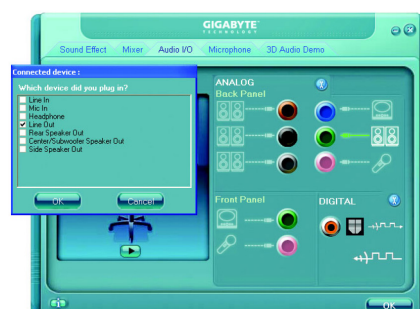 GIGABYTE
TECHNOLOGY
Sound Effect Mixer Audio I/O Microphone 3D Audio Demo
Connected device :
Which device did you plug in?
Line In
Mic In
Headphone
Line Out
Rear Speaker Out
Center/Subwoofer Speaker Out
Side Speaker Out
OK Cancel
ANALOG
Back Panel
Front Panel
DIGITAL
OK